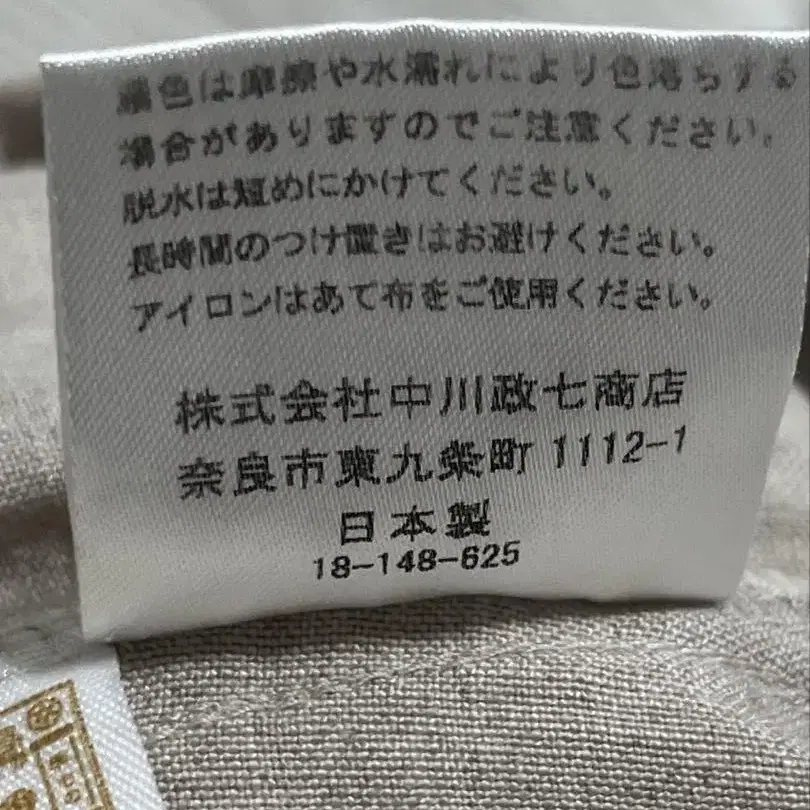 濃色は摩擦や水濡れにより色落ちする
場合がありますのでご注意ください。
脱水は短めにかけてください。
長時間のつけ置きはお避けください。
アイロンはあて布をご使用ください。
株式会社中川政七商店
奈良市東九条町 1112-1
日本製
18-148-625